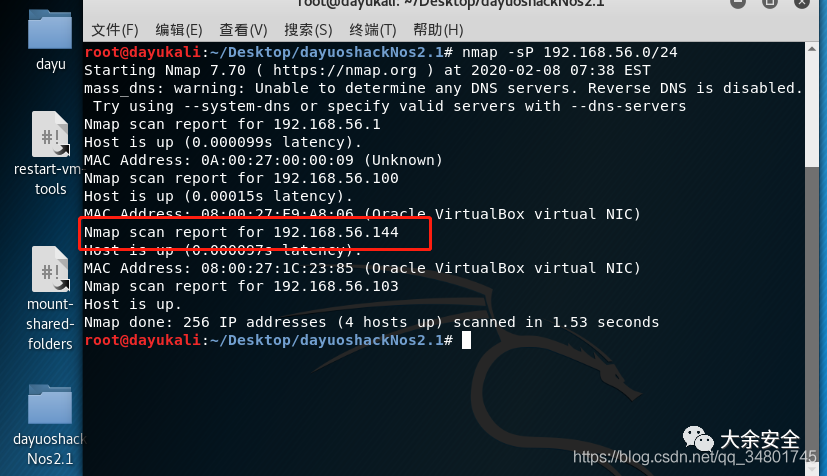 root@dayukali: ~/Desktop/dayuoshackNos2.1
文件(F) 编辑(E) 查看(V) 搜索(S) 终端(T) 帮助(H)
root@dayukali:~/Desktop/dayuoshackNos2.1# nmap -sP 192.168.56.0/24
Starting Nmap 7.70 ( https://nmap.org ) at 2020-02-08 07:38 EST
mass_dns: warning: Unable to determine any DNS servers. Reverse DNS is disabled.
Try using --system-dns or specify valid servers with --dns-servers
Nmap scan report for 192.168.56.1
Host is up (0.000099s latency).
MAC Address: 0A:00:27:00:00:09 (Unknown)
Nmap scan report for 192.168.56.100
Host is up (0.00015s latency).
MAC Address: 08:00:27:F9:A8:06 (Oracle VirtualBox virtual NIC)
Nmap scan report for 192.168.56.144
Host is up (0.000097s latency).
MAC Address: 08:00:27:1C:23:85 (Oracle VirtualBox virtual NIC)
Nmap scan report for 192.168.56.103
Host is up.
Nmap done: 256 IP addresses (4 hosts up) scanned in 1.53 seconds
root@dayukali:~/Desktop/dayuoshackNos2.1#
dayu
#!
restart-vm
tools
#!
mount-
shared-
folders
dayuoshack
Nos2.1
大余安全
https://blog.csdn.net/qq_34801745